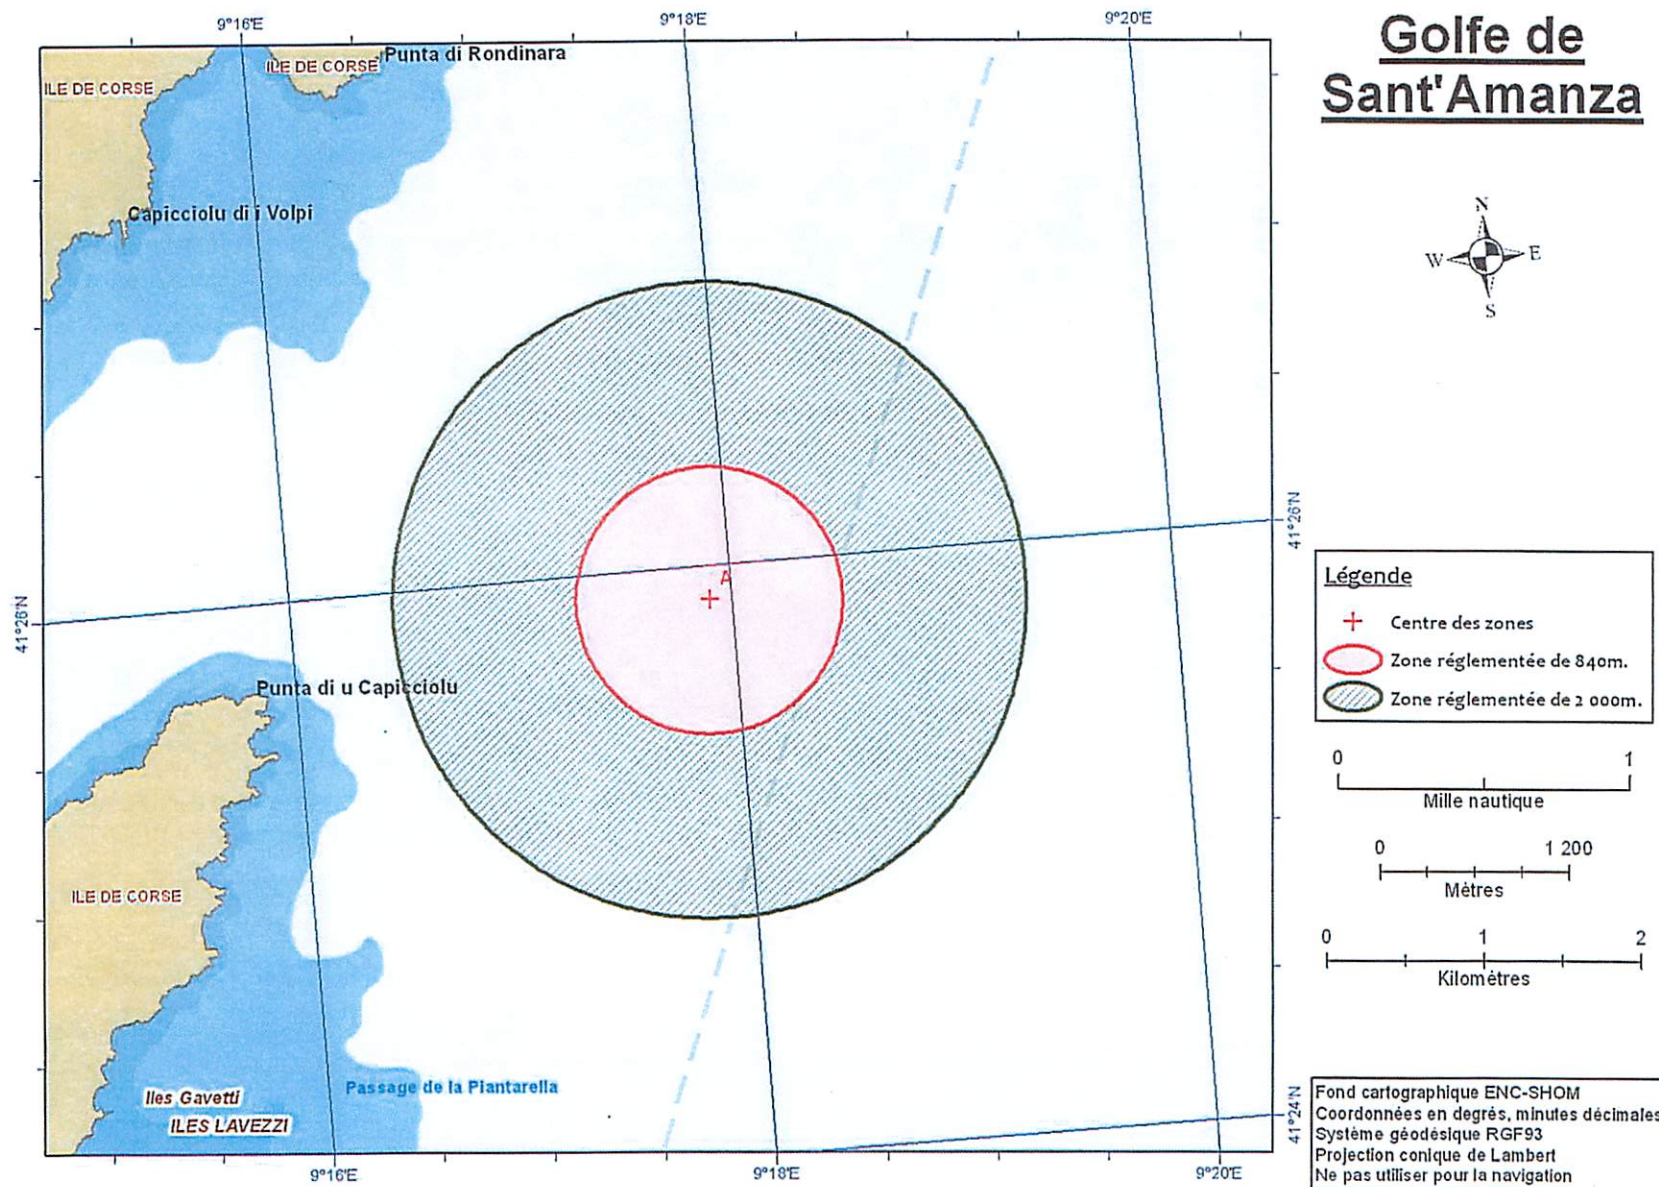 9°16'E
9°18'E
9°20'E
Golfe de
Sant'Amanza
ILE DE CORSE
ILE DE CORSE
Punta di Rondinara
Capicciolu di i Volpi
N
W
E
S
A
41°26'N
41°26'N
Punta di u Capicciolu
ILE DE CORSE
Légende
Centre des zones
Zone réglementée de 840m.
Zone réglementée de 2 000m.
0 1
Mille nautique
0 1 200
Mètres
0 1 2
Kilomètres
Iles Gavetti
ILES LAVEZZI
Passage de la Piantarella
41°24'N
9°16'E
9°18'E
9°20'E
Fond cartographique ENC-SHOM
Coordonnées en degrés, minutes décimales
Système géodésique RGF93
Projection conique de Lambert
Ne pas utiliser pour la navigation